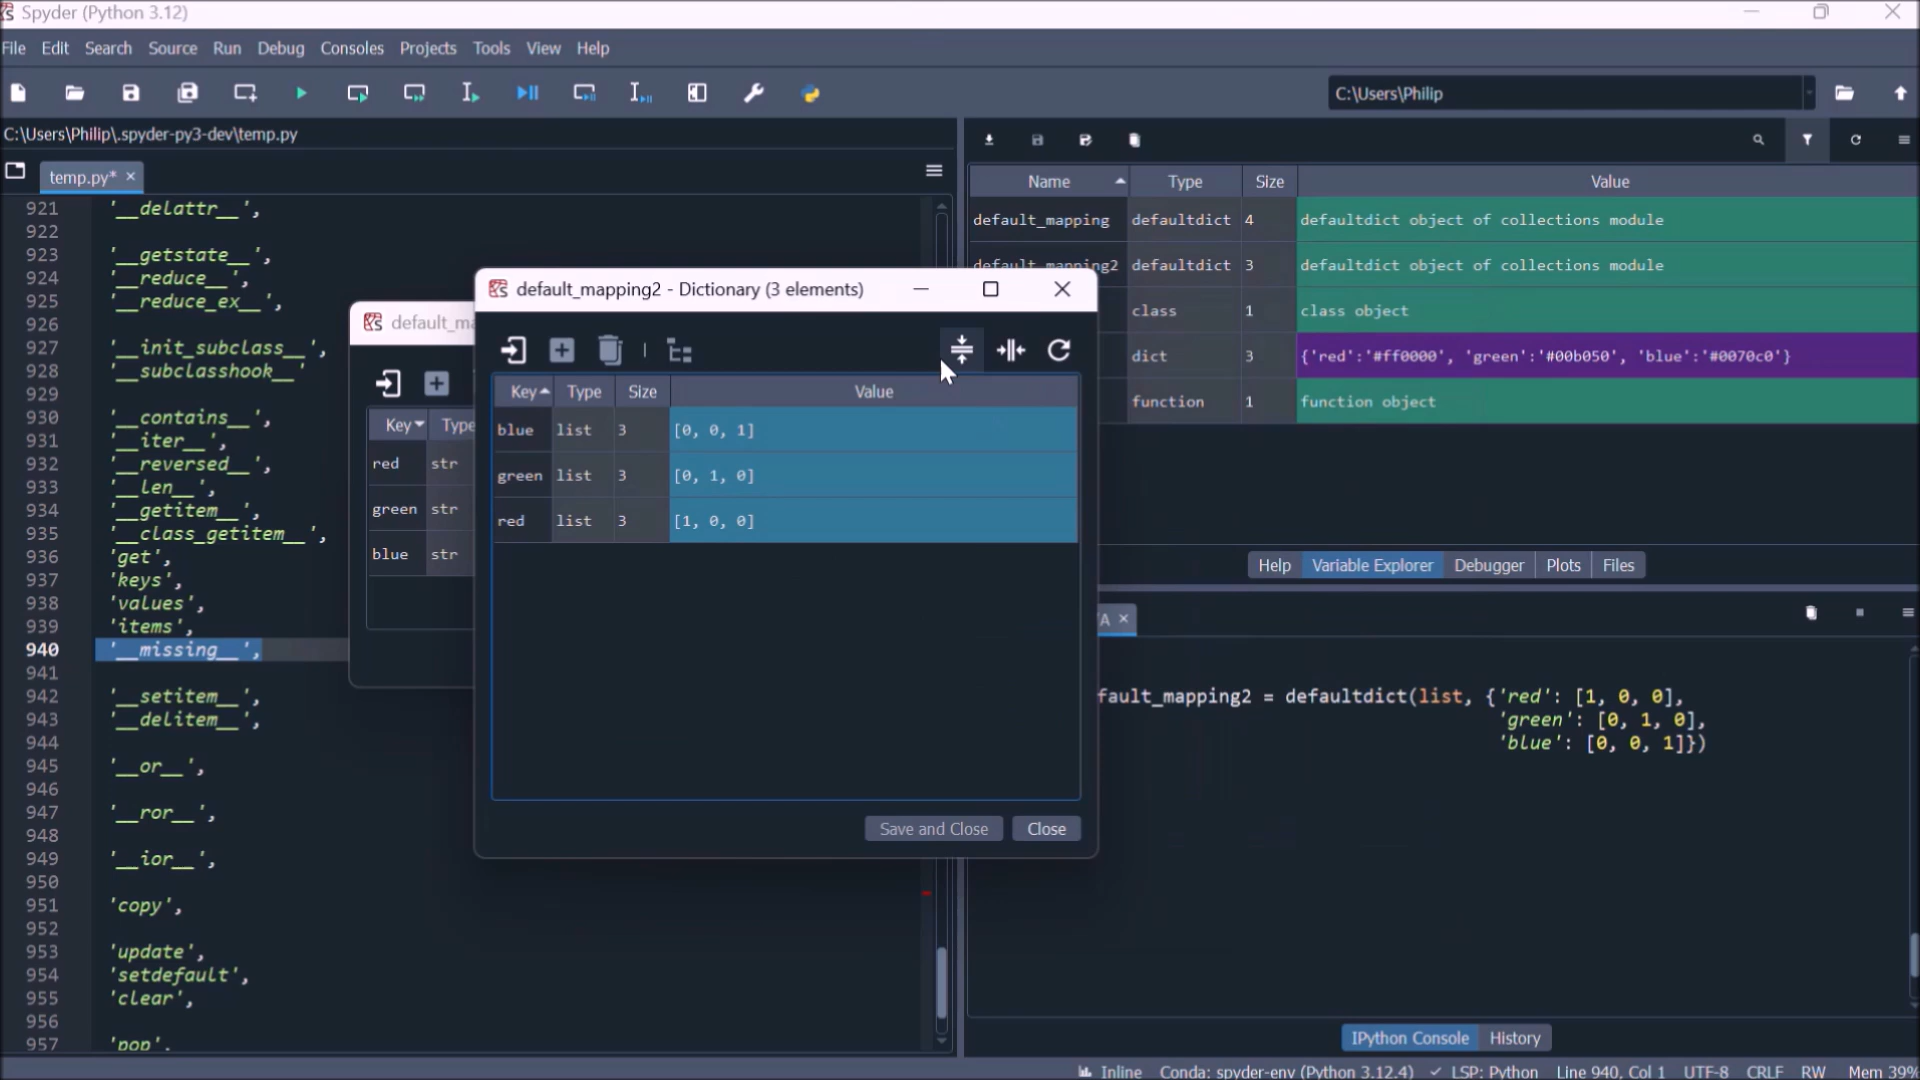 Spyder (Python 3.12)
File Edit Search Source Run Debug Consoles Projects Tools View Help
C:\Users\Philip
C:\Users\Philip\.spyder-py3-dev\temp.py
temp.py*
921 '__delattr__',
922
923 '__getstate__',
924 '__reduce__',
925 '__reduce_ex__',
926
927 '__init_subclass__',
928 '__subclasshook__'
929
930 '__contains__',
931 '__iter__',
932 '__reversed__',
933 '__len__',
934 '__getitem__',
935 '__class_getitem__',
936 'get',
937 'keys',
938 'values',
939 'items',
940 '__missing__',
941
942 '__setitem__',
943 '__delitem__',
944
945 '__or__',
946
947 '__ror__',
948
949 '__ior__',
950
951 'copy',
952
953 'update',
954 'setdefault',
955 'clear',
956
957 'pop',
default_ma
Key Type
red str
green str
blue str
default_mapping2 - Dictionary (3 elements)
Key Type Size Value
blue list 3 [0, 0, 1]
green list 3 [0, 1, 0]
red list 3 [1, 0, 0]
Save and Close Close
Name Type Size Value
default_mapping defaultdict 4 defaultdict object of collections module
default_mapping2 defaultdict 3 defaultdict object of collections module
class 1 class object
dict 3 {'red':'#ff0000', 'green':'#00b050', 'blue':'#0070c0'}
function 1 function object
Help Variable Explorer Debugger Plots Files
A
fault_mapping2 = defaultdict(list, {'red': [1, 0, 0],
'green': [0, 1, 0],
'blue': [0, 0, 1]})
IPython Console History
Inline Conda: spyder-env (Python 3.12.4) LSP: Python Line 940, Col 1 UTF-8 CRLF RW Mem 39%